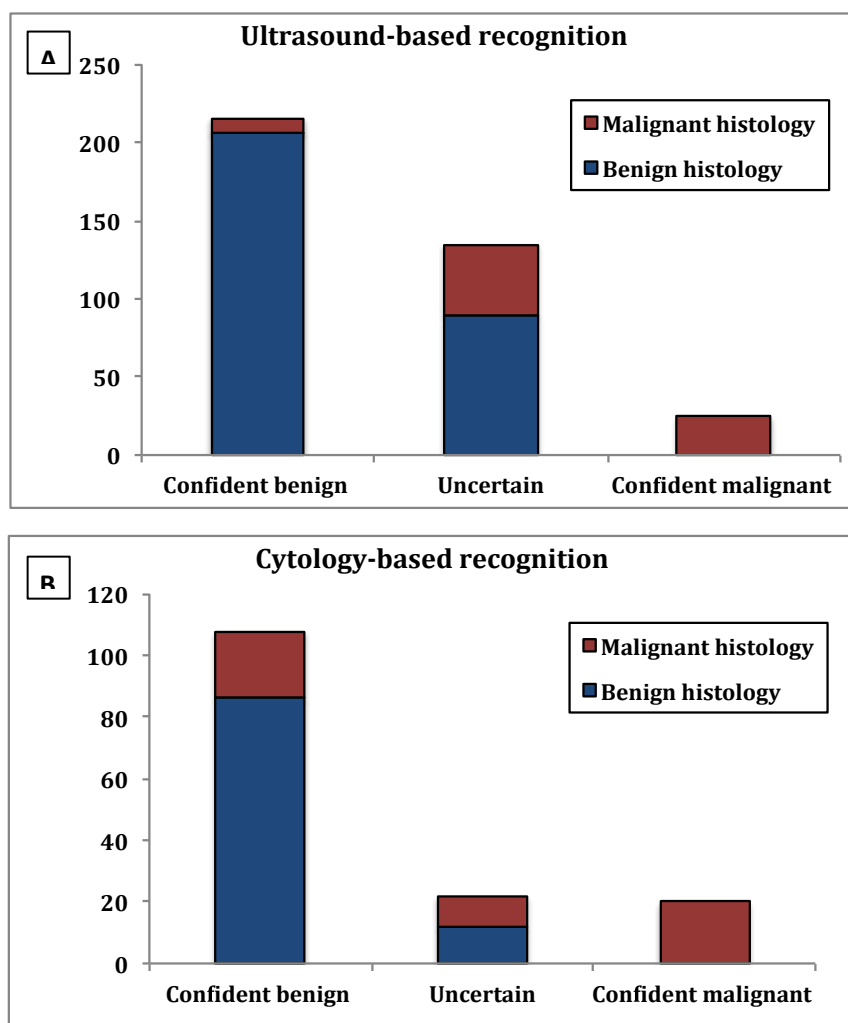 A
Ultrasound-based recognition
250
200
150
100
50
0
Malignant histology
Benign histology
Confident benign
Uncertain
Confident malignant
B
Cytology-based recognition
120
100
80
60
40
20
0
Malignant histology
Benign histology
Confident benign
Uncertain
Confident malignant